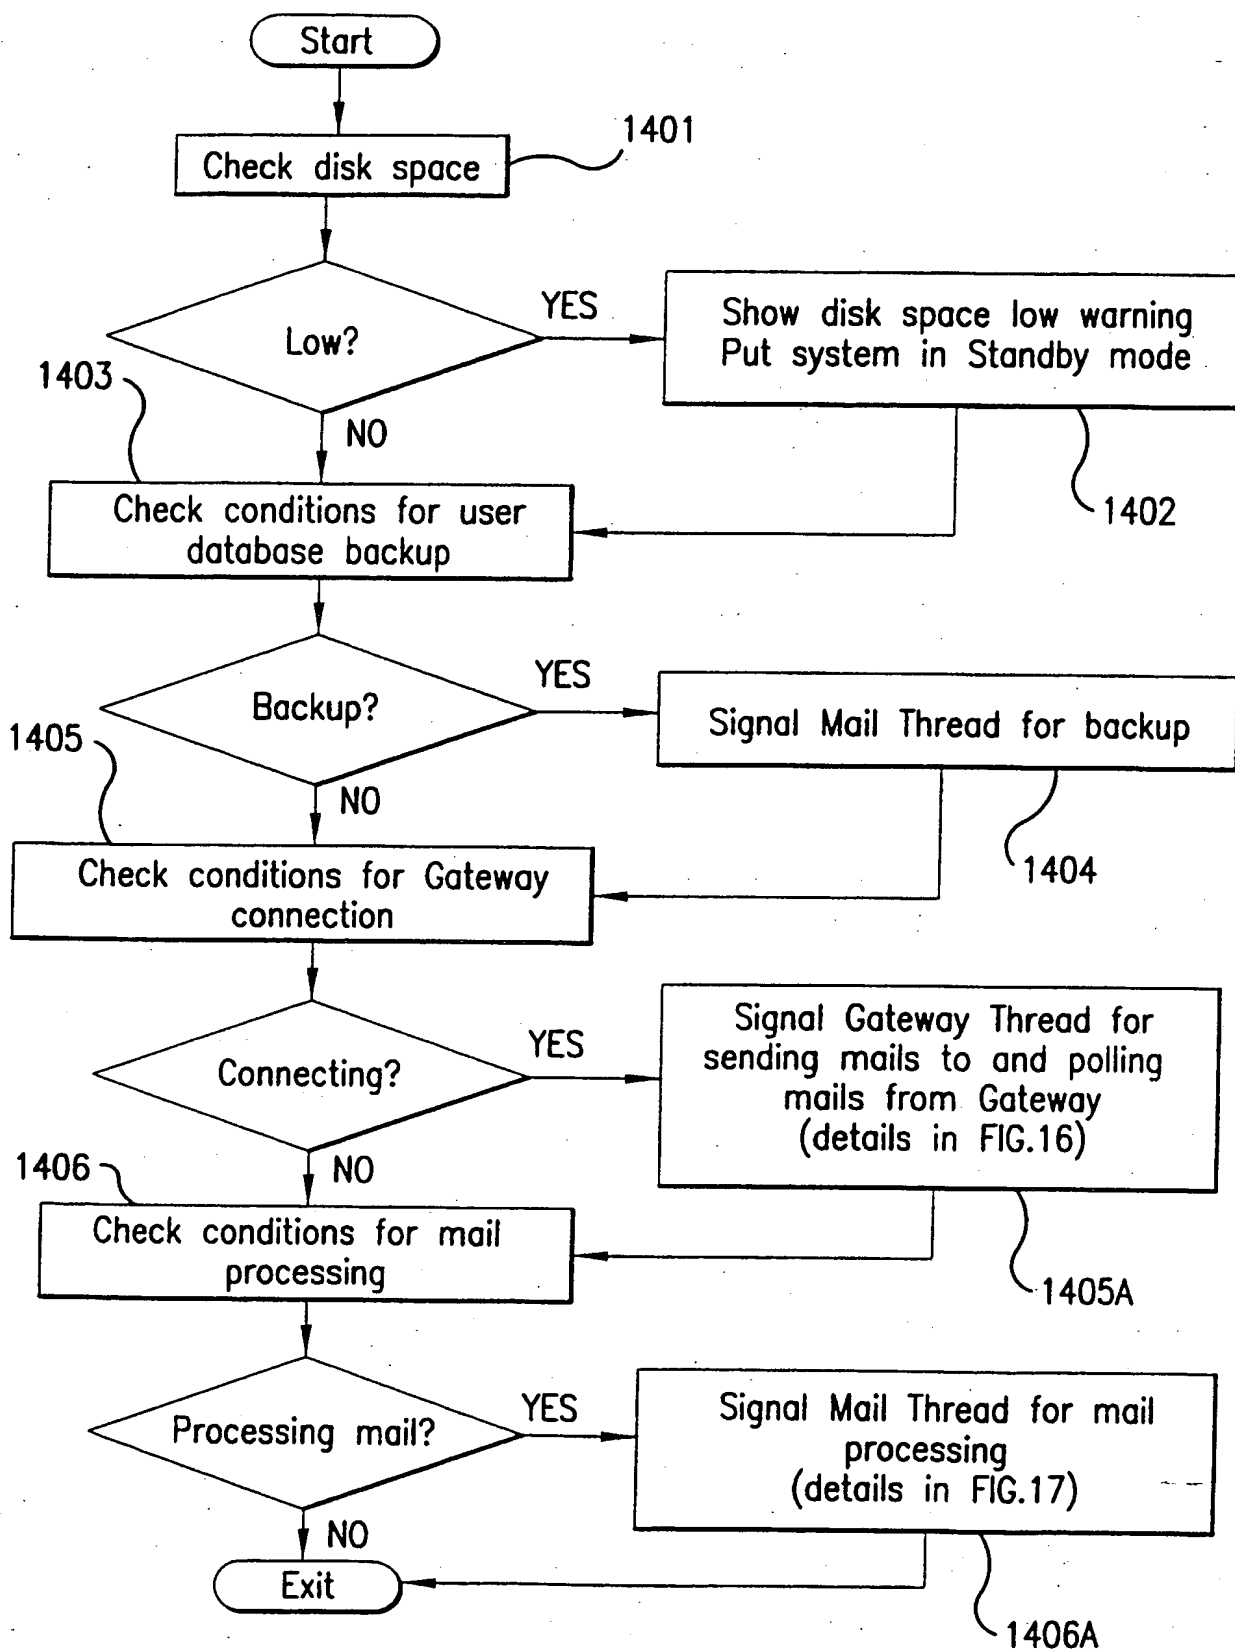 Start
1401
Check disk space
Low?
YES
Show disk space low warning
Put system in Standby mode
1402
1403
NO
Check conditions for user
database backup
Backup?
YES
Signal Mail Thread for backup
1404
1405
NO
Check conditions for Gateway
connection
Connecting?
YES
Signal Gateway Thread for
sending mails to and polling
mails from Gateway
(details in FIG.16)
1405A
1406
NO
Check conditions for mail
processing
Processing mail?
YES
Signal Mail Thread for mail
processing
(details in FIG.17)
1406A
NO
Exit